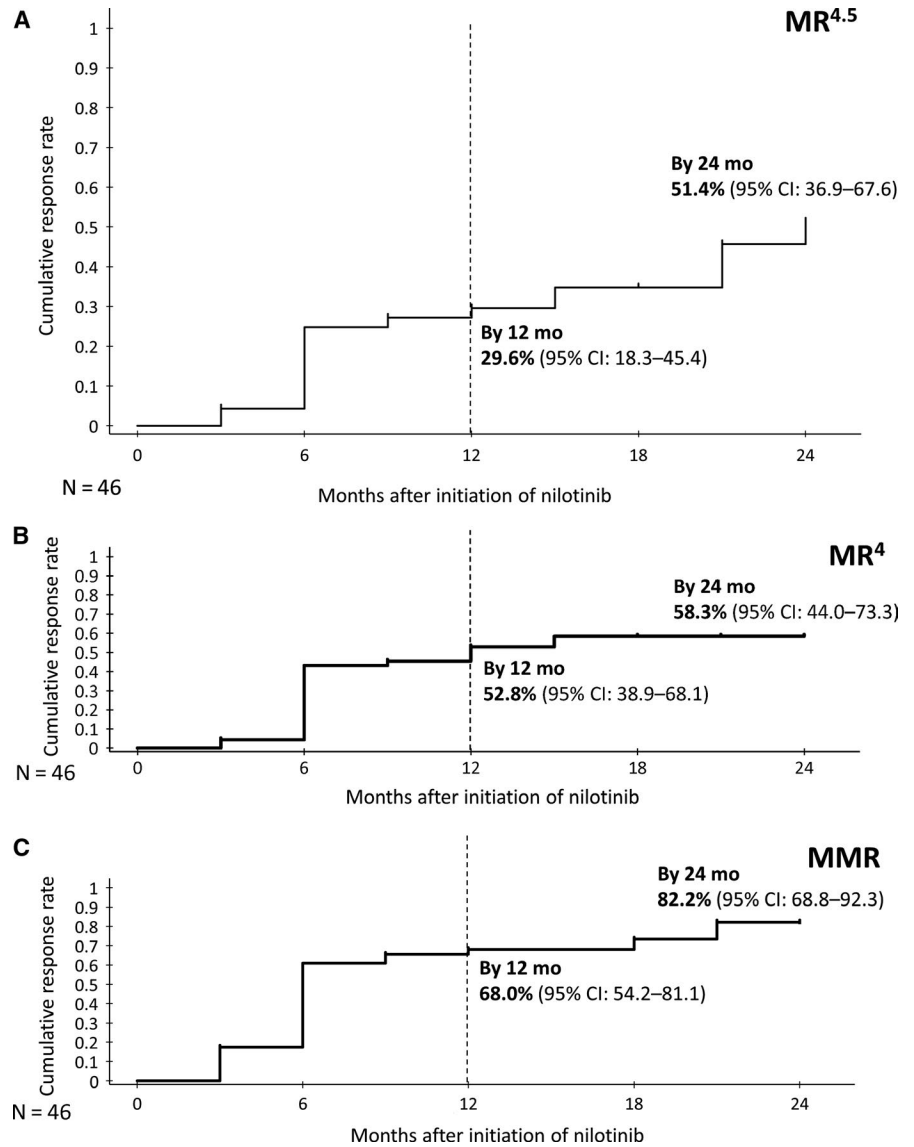 A
MR4.5
1
0.9
0.8
0.7
0.6
0.5
0.4
0.3
0.2
0.1
0
Cumulative response rate
By 24 mo
51.4% (95% CI: 36.9–67.6)
By 12 mo
29.6% (95% CI: 18.3–45.4)
0 6 12 18 24
N = 46
Months after initiation of nilotinib
B
MR4
1
0.9
0.8
0.7
0.6
0.5
0.4
0.3
0.2
0.1
0
Cumulative response rate
By 24 mo
58.3% (95% CI: 44.0–73.3)
By 12 mo
52.8% (95% CI: 38.9–68.1)
0 6 12 18 24
N = 46
Months after initiation of nilotinib
C
MMR
1
0.9
0.8
0.7
0.6
0.5
0.4
0.3
0.2
0.1
0
Cumulative response rate
By 24 mo
82.2% (95% CI: 68.8–92.3)
By 12 mo
68.0% (95% CI: 54.2–81.1)
0 6 12 18 24
N = 46
Months after initiation of nilotinib